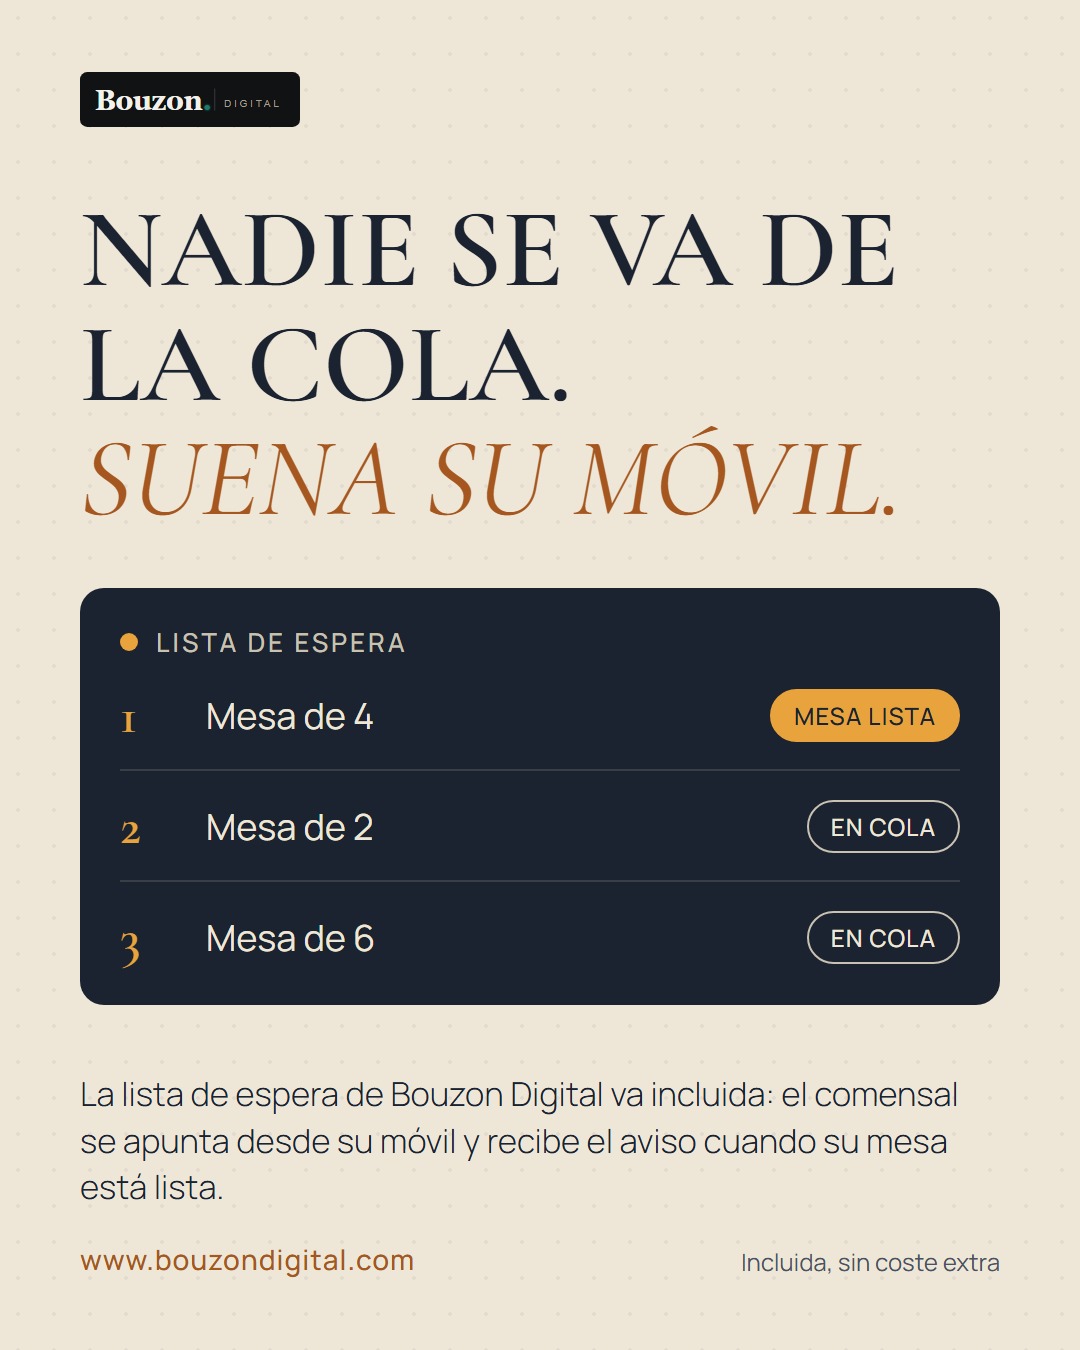 Bouzon. DIGITAL
NADIE SE VA DE
LA COLA.
SUENA SU MÓVIL.
LISTA DE ESPERA
1 Mesa de 4 MESA LISTA
2 Mesa de 2 EN COLA
3 Mesa de 6 EN COLA
La lista de espera de Bouzon Digital va incluida: el comensal
se apunta desde su móvil y recibe el aviso cuando su mesa
está lista.
www.bouzondigital.com Incluida, sin coste extra